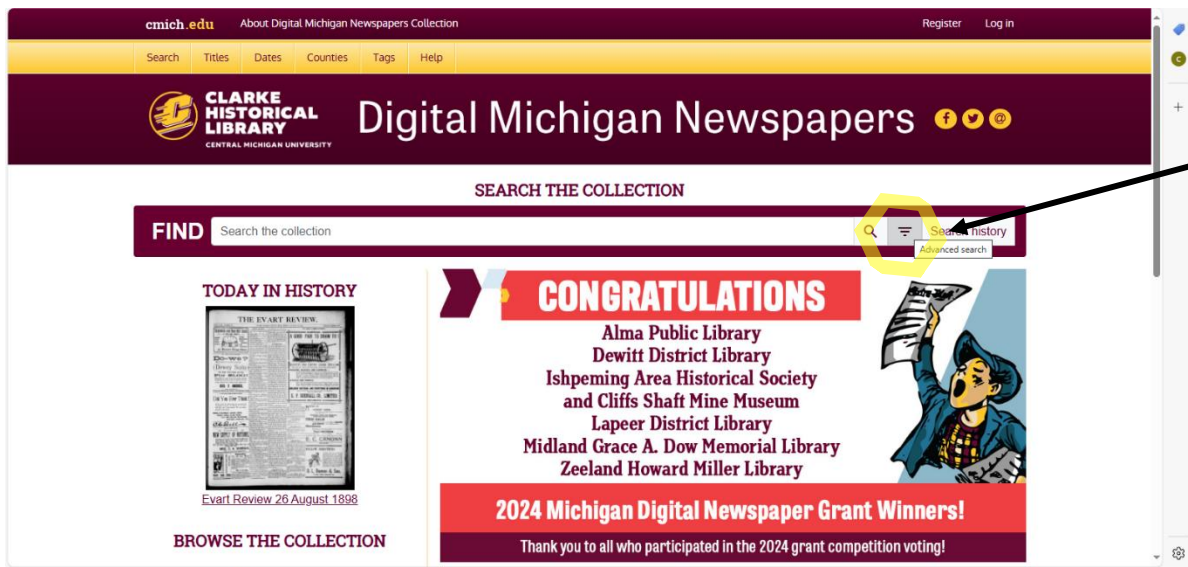 cmich.edu About Digital Michigan Newspapers Collection Register Log in
Search Titles Dates Counties Tags Help
CLARKE
HISTORICAL
LIBRARY
CENTRAL MICHIGAN UNIVERSITY
Digital Michigan Newspapers
SEARCH THE COLLECTION
FIND Search the collection Search history
Advanced search
TODAY IN HISTORY
THE EVART REVIEW.
Evart Review 26 August 1898
BROWSE THE COLLECTION
CONGRATULATIONS
Alma Public Library
Dewitt District Library
Ishpeming Area Historical Society
and Cliffs Shaft Mine Museum
Lapeer District Library
Midland Grace A. Dow Memorial Library
Zeeland Howard Miller Library
2024 Michigan Digital Newspaper Grant Winners!
Thank you to all who participated in the 2024 grant competition voting!